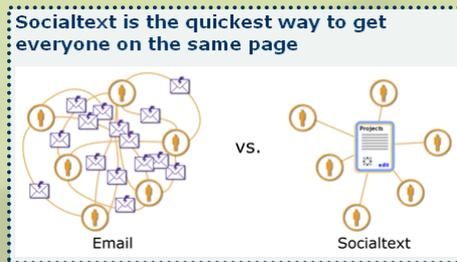 Socialtext is the quickest way to get
everyone on the same page
vs.
Projects
edit
Email
Socialtext